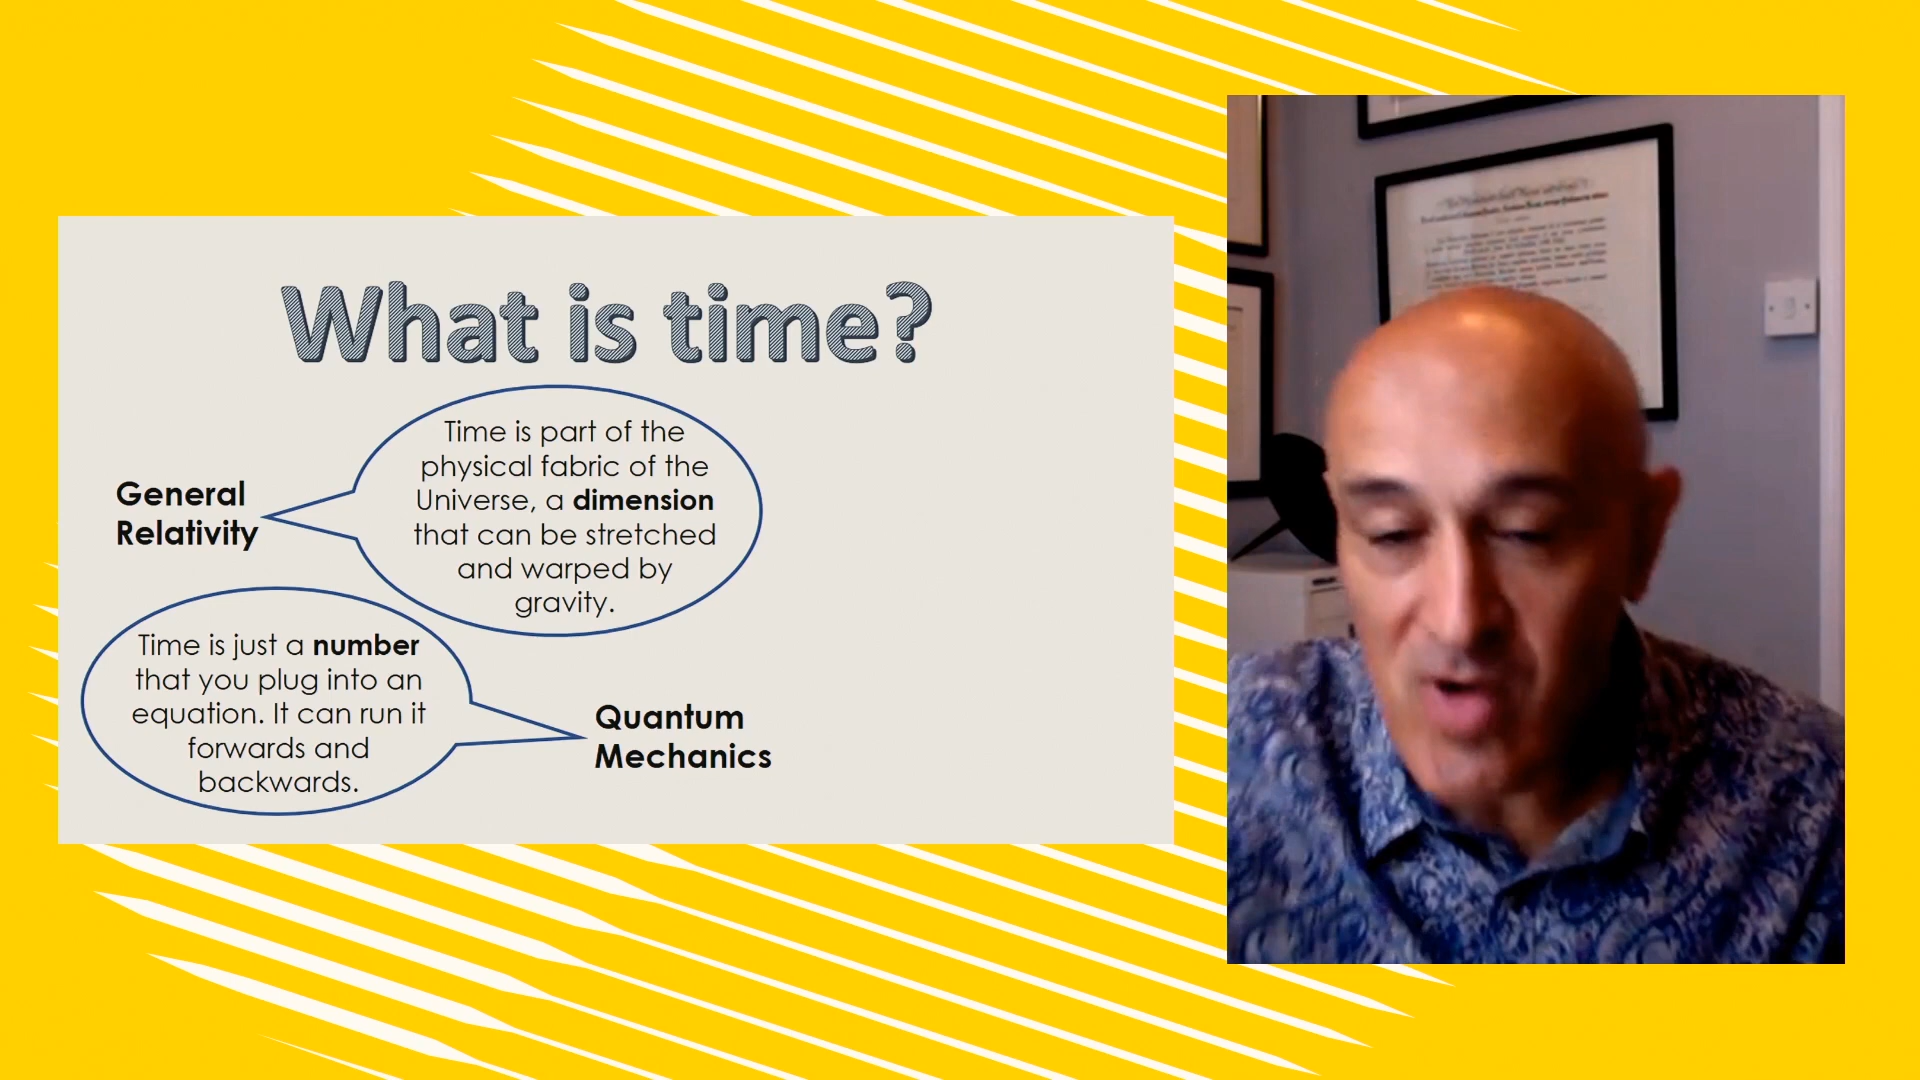 What is time?
Time is part of the
physical fabric of the
Universe, a dimension
that can be stretched
and warped by
gravity.
General
Relativity
Time is just a number
that you plug into an
equation. It can run it
forwards and
backwards.
Quantum
Mechanics